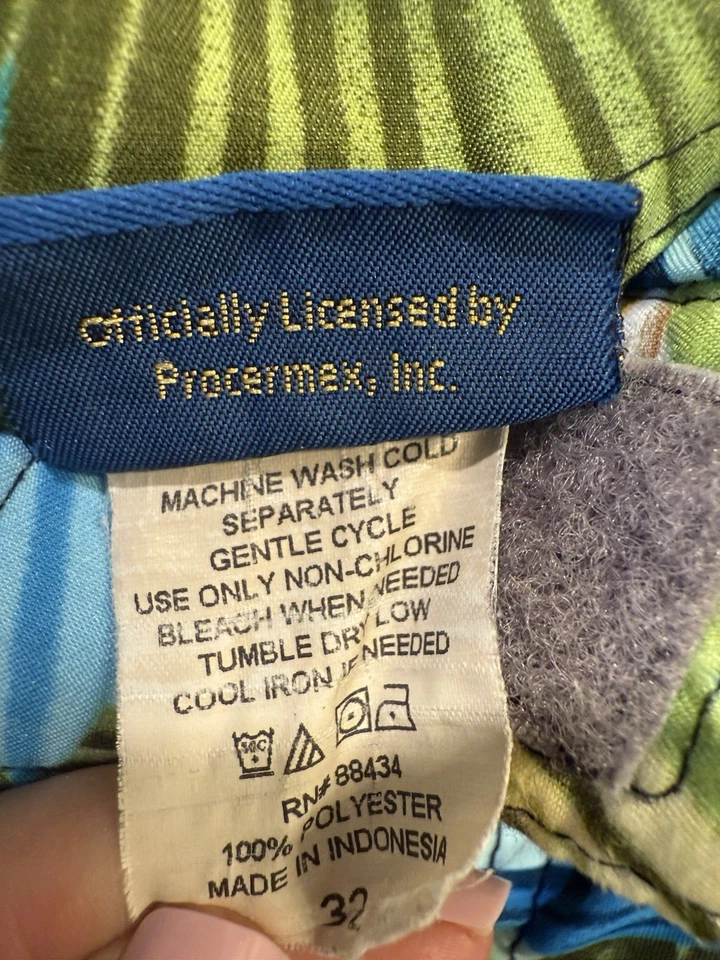 Officially Licensed by
Procermex, Inc.
MACHINE WASH COLD
SEPARATELY
GENTLE CYCLE
USE ONLY NON-CHLORINE
BLEACH WHEN NEEDED
TUMBLE DRY LOW
COOL IRON IF NEEDED
RN# 88434
100% POLYESTER
MADE IN INDONESIA
32